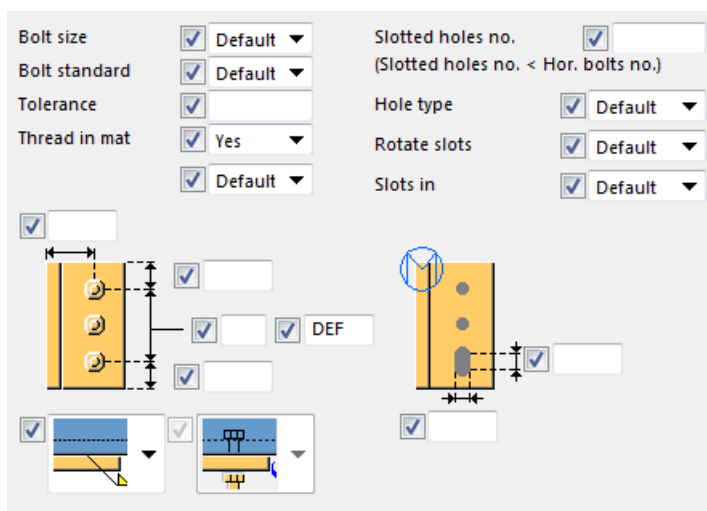 Bolt size Default
Slotted holes no.
(Slotted holes no. < Hor. bolts no.)
Bolt standard Default
Tolerance
Hole type Default
Thread in mat Yes
Rotate slots Default
Default
Slots in Default
DEF